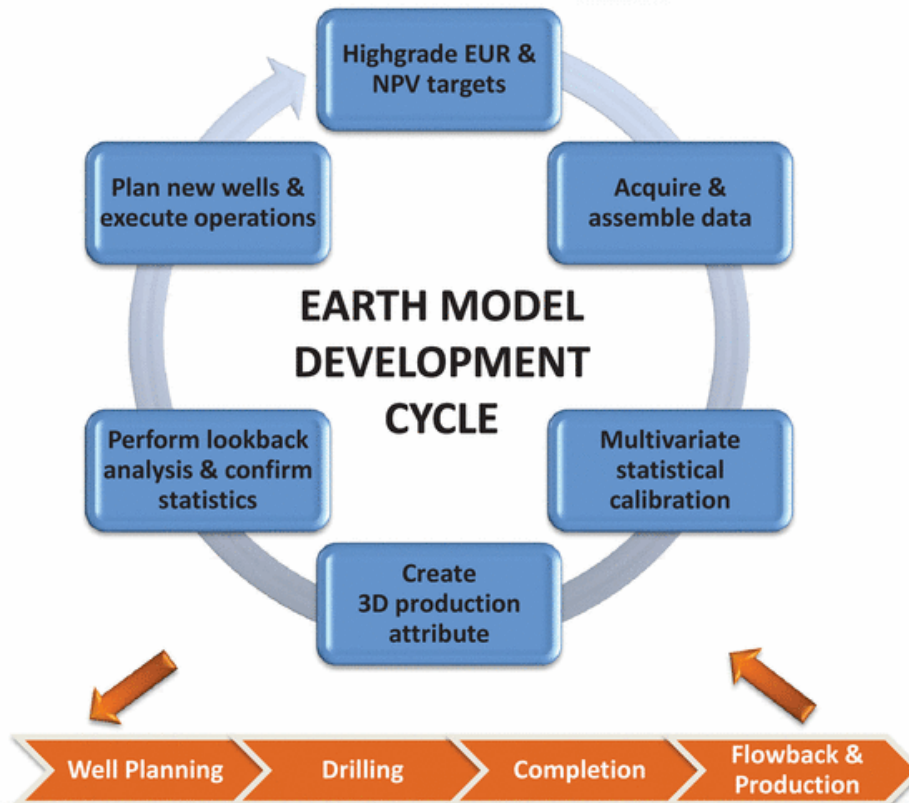 Highgrade EUR &
NPV targets
Acquire &
assemble data
Multivariate
statistical
calibration
Create
3D production
attribute
Perform lookback
analysis & confirm
statistics
Plan new wells &
execute operations
EARTH MODEL
DEVELOPMENT
CYCLE
Well Planning
Drilling
Completion
Flowback &
Production